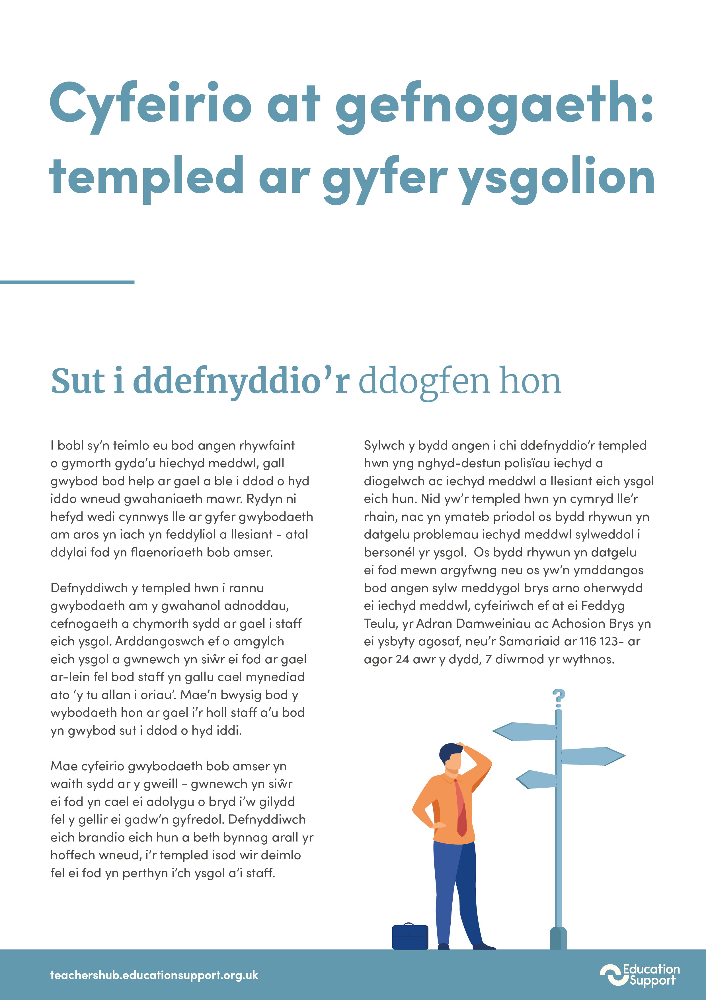 Cyfeirio at gefnogaeth:
templed ar gyfer ysgolion
Sut i ddefnyddio’r ddogfen hon
I bobl sy’n teimlo eu bod angen rhywfaint
o gymorth gyda’u hiechyd meddwl, gall
gwybod bod help ar gael a ble i ddod o hyd
iddo wneud gwahaniaeth mawr. Rydyn ni
hefyd wedi cynnwys lle ar gyfer gwybodaeth
am aros yn iach yn feddyliol a llesiant - atal
ddylai fod yn flaenoriaeth bob amser.
Defnyddiwch y templed hwn i rannu
gwybodaeth am y gwahanol adnoddau,
cefnogaeth a chymorth sydd ar gael i staff
eich ysgol. Arddangoswch ef o amgylch
eich ysgol a gwnewch yn siŵr ei fod ar gael
ar-lein fel bod staff yn gallu cael mynediad
ato ‘y tu allan i oriau’. Mae’n bwysig bod y
wybodaeth hon ar gael i’r holl staff a’u bod
yn gwybod sut i ddod o hyd iddi.
Mae cyfeirio gwybodaeth bob amser yn
waith sydd ar y gweill - gwnewch yn siŵr
ei fod yn cael ei adolygu o bryd i’w gilydd
fel y gellir ei gadw’n gyfredol. Defnyddiwch
eich brandio eich hun a beth bynnag arall yr
hoffech wneud, i’r templed isod wir deimlo
fel ei fod yn perthyn i’ch ysgol a’i staff.
Sylwch y bydd angen i chi ddefnyddio’r templed
hwn yng nghyd-destun polisïau iechyd a
diogelwch ac iechyd meddwl a llesiant eich ysgol
eich hun. Nid yw’r templed hwn yn cymryd lle’r
rhain, nac yn ymateb priodol os bydd rhywun yn
datgelu problemau iechyd meddwl sylweddol i
bersonél yr ysgol.  Os bydd rhywun yn datgelu
ei fod mewn argyfwng neu os yw’n ymddangos
bod angen sylw meddygol brys arno oherwydd
ei iechyd meddwl, cyfeiriwch ef at ei Feddyg
Teulu, yr Adran Damweiniau ac Achosion Brys yn
ei ysbyty agosaf, neu’r Samariaid ar 116 123- ar
agor 24 awr y dydd, 7 diwrnod yr wythnos.
?
teachershub.educationsupport.org.uk
Education
Support